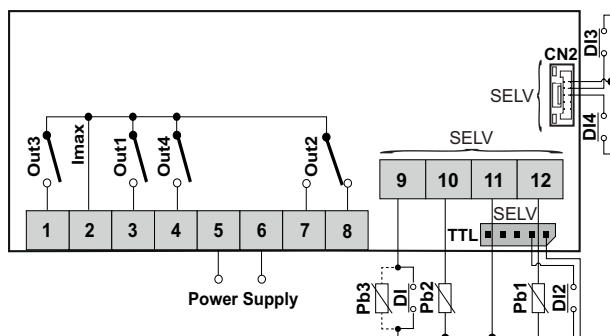 DI3
CN2
SELV
DI4
Out3
Imax
Out1
Out4
Out2
SELV
9 10 11 12
1 2 3 4 5 6 7 8
SELV
TTL
Power Supply
Pb3
DI
Pb2
Pb1
DI2